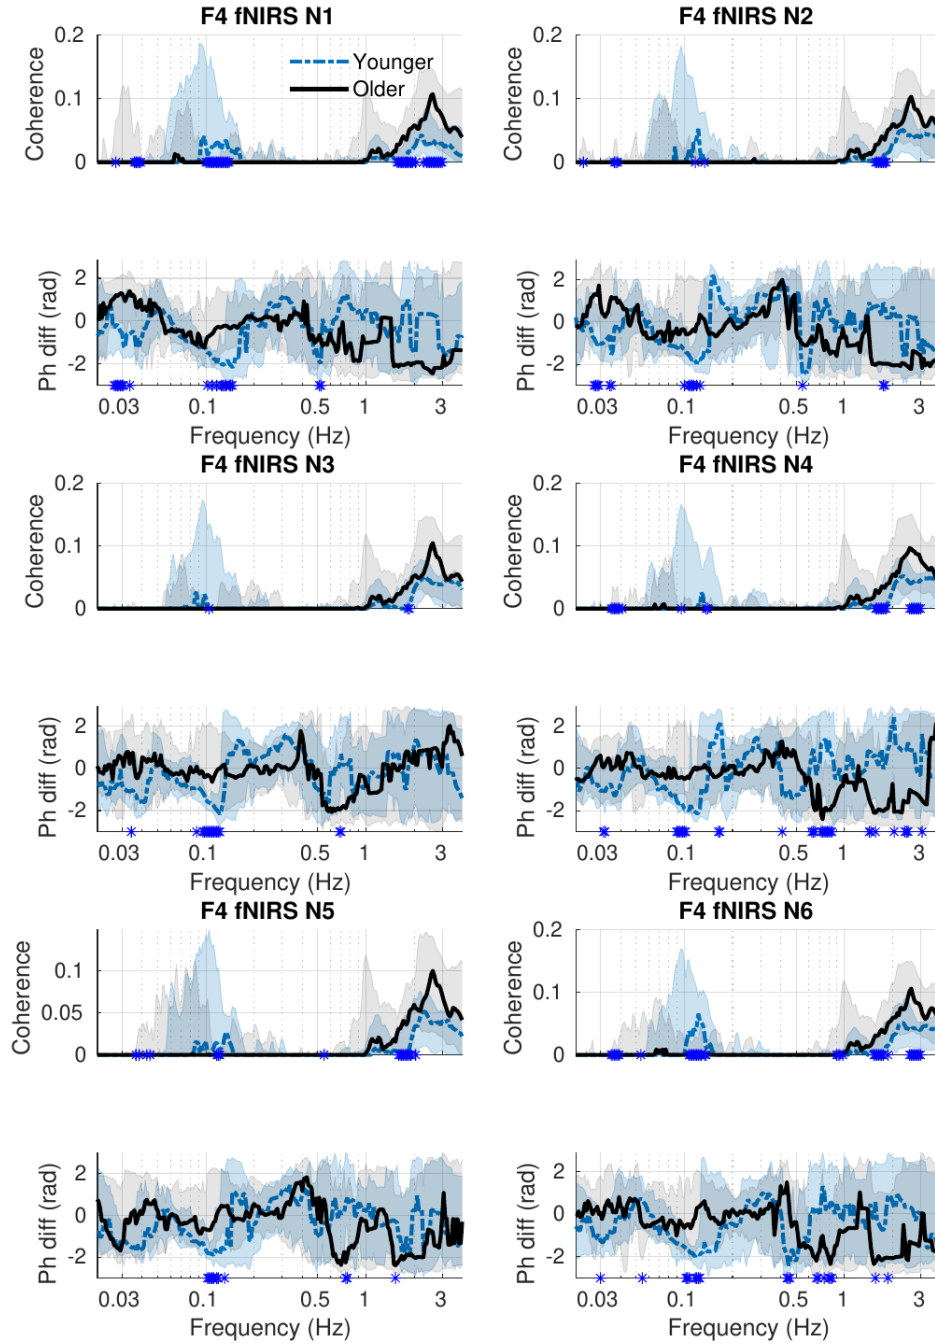 F4 fNIRS N1
F4 fNIRS N2
Coherence
0.2
0.1
0
Younger
Older
Coherence
0.2
0.1
0
Ph diff (rad)
2
0
-2
0.03 0.1 0.5 1 3
Frequency (Hz)
Ph diff (rad)
2
0
-2
0.03 0.1 0.5 1 3
Frequency (Hz)
F4 fNIRS N3
F4 fNIRS N4
Coherence
0.2
0.1
0
Coherence
0.2
0.1
0
Ph diff (rad)
2
0
-2
0.03 0.1 0.5 1 3
Frequency (Hz)
Ph diff (rad)
2
0
-2
0.03 0.1 0.5 1 3
Frequency (Hz)
F4 fNIRS N5
F4 fNIRS N6
Coherence
0.1
0.05
0
Coherence
0.2
0.1
0
Ph diff (rad)
2
0
-2
0.03 0.1 0.5 1 3
Frequency (Hz)
Ph diff (rad)
2
0
-2
0.03 0.1 0.5 1 3
Frequency (Hz)